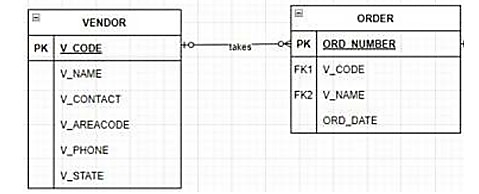 VENDOR
PK V_CODE
V_NAME
V_CONTACT
V_AREACODE
V_PHONE
V_STATE
takes
ORDER
PK ORD_NUMBER
FK1 V_CODE
FK2 V_NAME
ORD_DATE